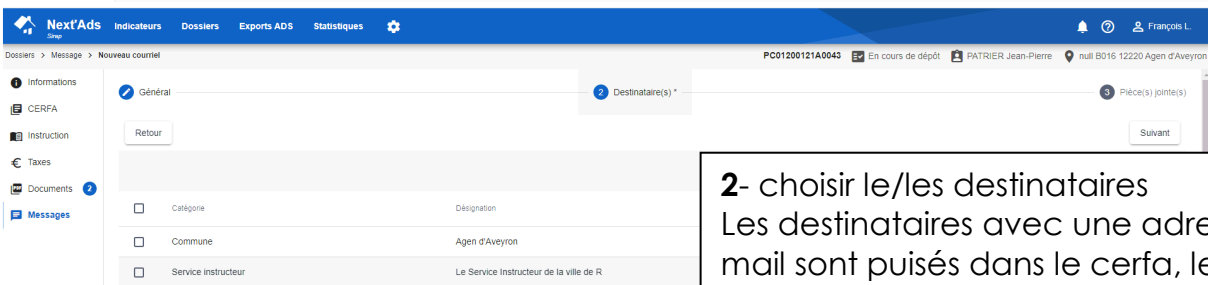 Next'Ads Indicateurs Dossiers Exports ADS Statistiques François L.
Sirap
Dossiers > Message > Nouveau courriel PC01200121A0043 En cours de dépôt PATRIER Jean-Pierre null B016 12220 Agen d'Aveyron
Informations
Général 2 Destinataire(s) * 3 Pièce(s) jointe(s)
CERFA
Instruction Retour Suivant
Taxes
Documents 2
Messages
Catégorie Désignation
Commune Agen d'Aveyron
Service instructeur Le Service Instructeur de la ville de R
2- choisir le/les destinataires
Les destinataires avec une adre
mail sont puisés dans le cerfa, le